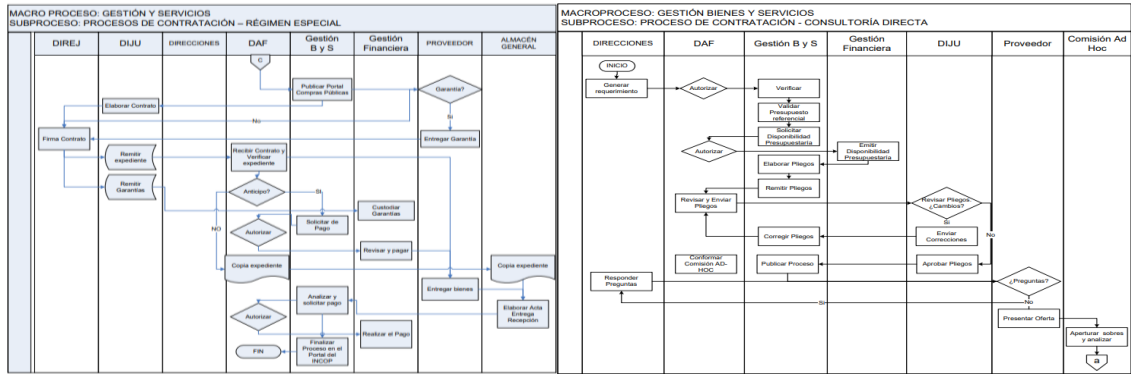 MACRO PROCESO: GESTIÓN Y SERVICIOS
SUBPROCESO: PROCESOS DE CONTRATACIÓN – RÉGIMEN ESPECIAL
DIREJ
DIJU
DIRECCIONES
DAF
Gestión
B y S
Gestión
Financiera
PROVEEDOR
ALMACÉN
GENERAL
C
Publicar Portal
Compras Públicas
Garantía?
Elaborar Contrato
No
Si
Firma Contrato
Entregar Garantía
Remitir
expediente
Recibir Contrato y
Verificar
expediente
Remitir
Garantías
Anticipo?
SI
Custodiar
Garantías
NO
Solicitar de
Pago
Autorizar
Revisar y pagar
Copia expediente
Copia expediente
Entregar bienes
Analizar y
solicitar pago
Elaborar Acta
Entrega
Recepción
Autorizar
Realizar el Pago
Finalizar
Proceso en el
Portal del
INCOP
FIN
MACROPROCESO: GESTIÓN BIENES Y SERVICIOS
SUBPROCESO: PROCESO DE CONTRATACIÓN - CONSULTORÍA DIRECTA
DIRECCIONES
DAF
Gestión B y S
Gestión
Financiera
DIJU
Proveedor
Comisión Ad
Hoc
INICIO
Generar
requerimiento
Autorizar
Verificar
Validar
Presupuesto
referencial
Solicitar
Disponibilidad
Presupuestaria
Autorizar
Emitir
Disponibilidad
Presupuestaria
Elaborar Pliegos
Remitir Pliegos
Revisar y Enviar
Pliegos
Revisar Pliegos
¿Cambios?
Si
No
Corregir Pliegos
Enviar
Correcciones
Conformar
Comisión AD-
HOC
Publicar Proceso
Aprobar Pliegos
Responder
Preguntas
¿Preguntas?
Si
No
Presentar Oferta
Aperturar sobres
y analizar
a